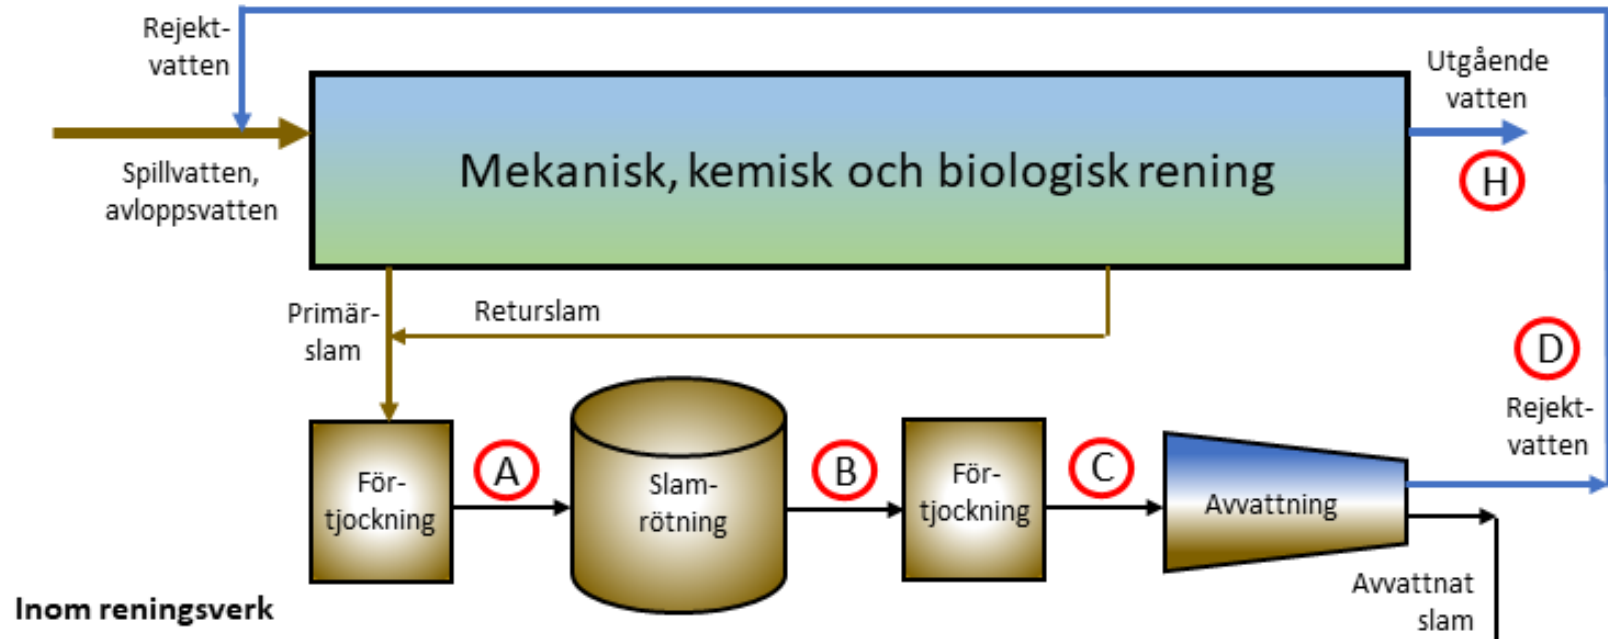 Rejekt-
vatten
Utgående
vatten
Mekanisk, kemisk och biologisk rening
H
Spillvatten,
avloppsvatten
Primär-
slam
Returslam
D
Rejekt-
vatten
För-
tjockning
A
Slam-
rötning
B
För-
tjockning
C
Avvattning
Avvattnat
slam
Inom reningsverk